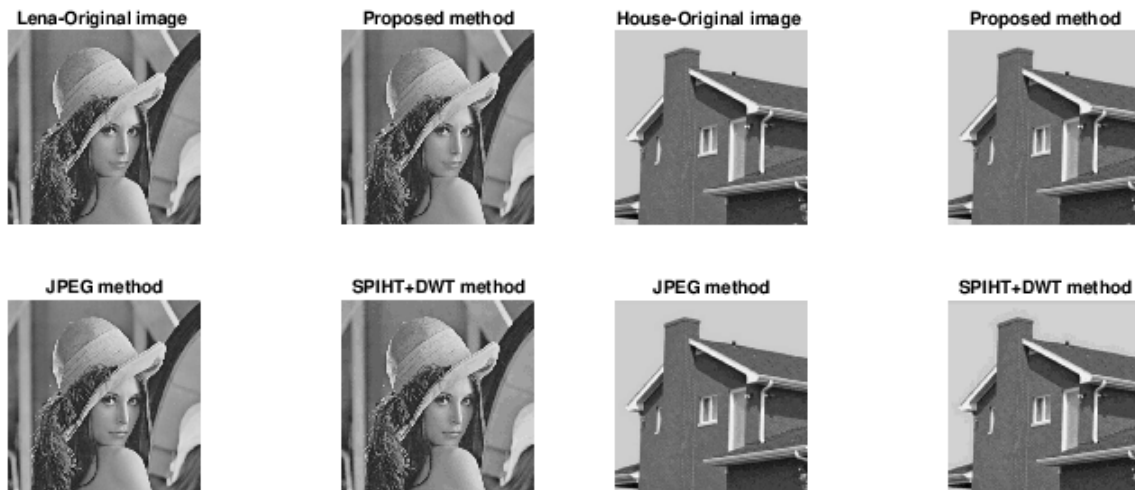 Lena-Original image
Proposed method
House-Original image
Proposed method
JPEG method
SPIHT+DWT method
JPEG method
SPIHT+DWT method